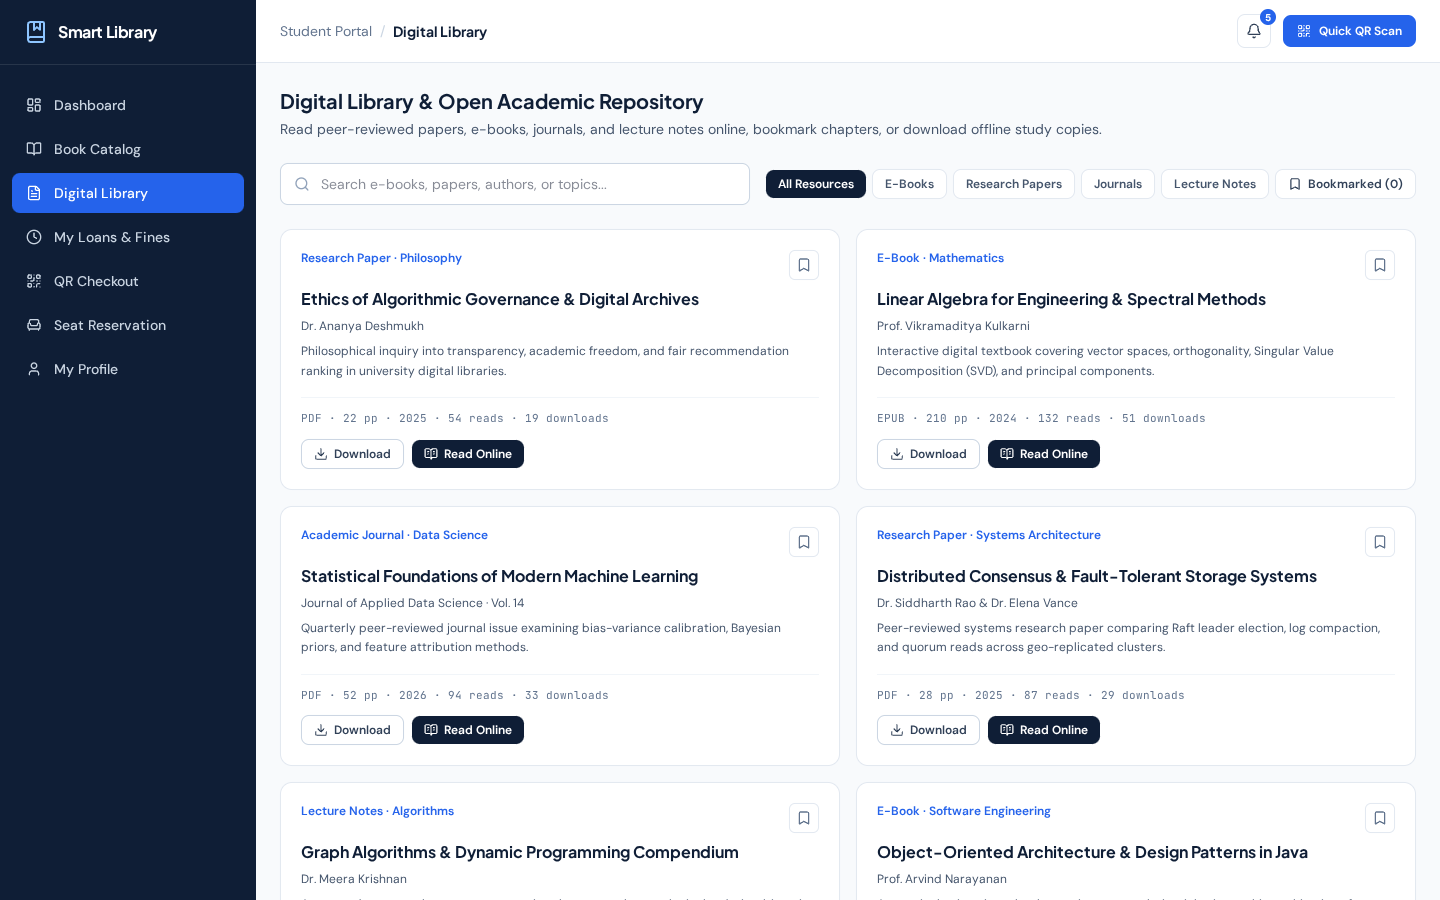 Smart Library
Dashboard
Book Catalog
Digital Library
My Loans & Fines
QR Checkout
Seat Reservation
My Profile
Student Portal / Digital Library
5
Quick QR Scan
Digital Library & Open Academic Repository
Read peer-reviewed papers, e-books, journals, and lecture notes online, bookmark chapters, or download offline study copies.
Search e-books, papers, authors, or topics...
All Resources
E-Books
Research Papers
Journals
Lecture Notes
Bookmarked (0)
Research Paper · Philosophy
Ethics of Algorithmic Governance & Digital Archives
Dr. Ananya Deshmukh
Philosophical inquiry into transparency, academic freedom, and fair recommendation
ranking in university digital libraries.
PDF · 22 pp · 2025 · 54 reads · 19 downloads
Download
Read Online
E-Book · Mathematics
Linear Algebra for Engineering & Spectral Methods
Prof. Vikramaditya Kulkarni
Interactive digital textbook covering vector spaces, orthogonality, Singular Value
Decomposition (SVD), and principal components.
EPUB · 210 pp · 2024 · 132 reads · 51 downloads
Download
Read Online
Academic Journal · Data Science
Statistical Foundations of Modern Machine Learning
Journal of Applied Data Science · Vol. 14
Quarterly peer-reviewed journal issue examining bias-variance calibration, Bayesian
priors, and feature attribution methods.
PDF · 52 pp · 2026 · 94 reads · 33 downloads
Download
Read Online
Research Paper · Systems Architecture
Distributed Consensus & Fault-Tolerant Storage Systems
Dr. Siddharth Rao & Dr. Elena Vance
Peer-reviewed systems research paper comparing Raft leader election, log compaction,
and quorum reads across geo-replicated clusters.
PDF · 28 pp · 2025 · 87 reads · 29 downloads
Download
Read Online
Lecture Notes · Algorithms
Graph Algorithms & Dynamic Programming Compendium
Dr. Meera Krishnan
E-Book · Software Engineering
Object-Oriented Architecture & Design Patterns in Java
Prof. Arvind Narayanan